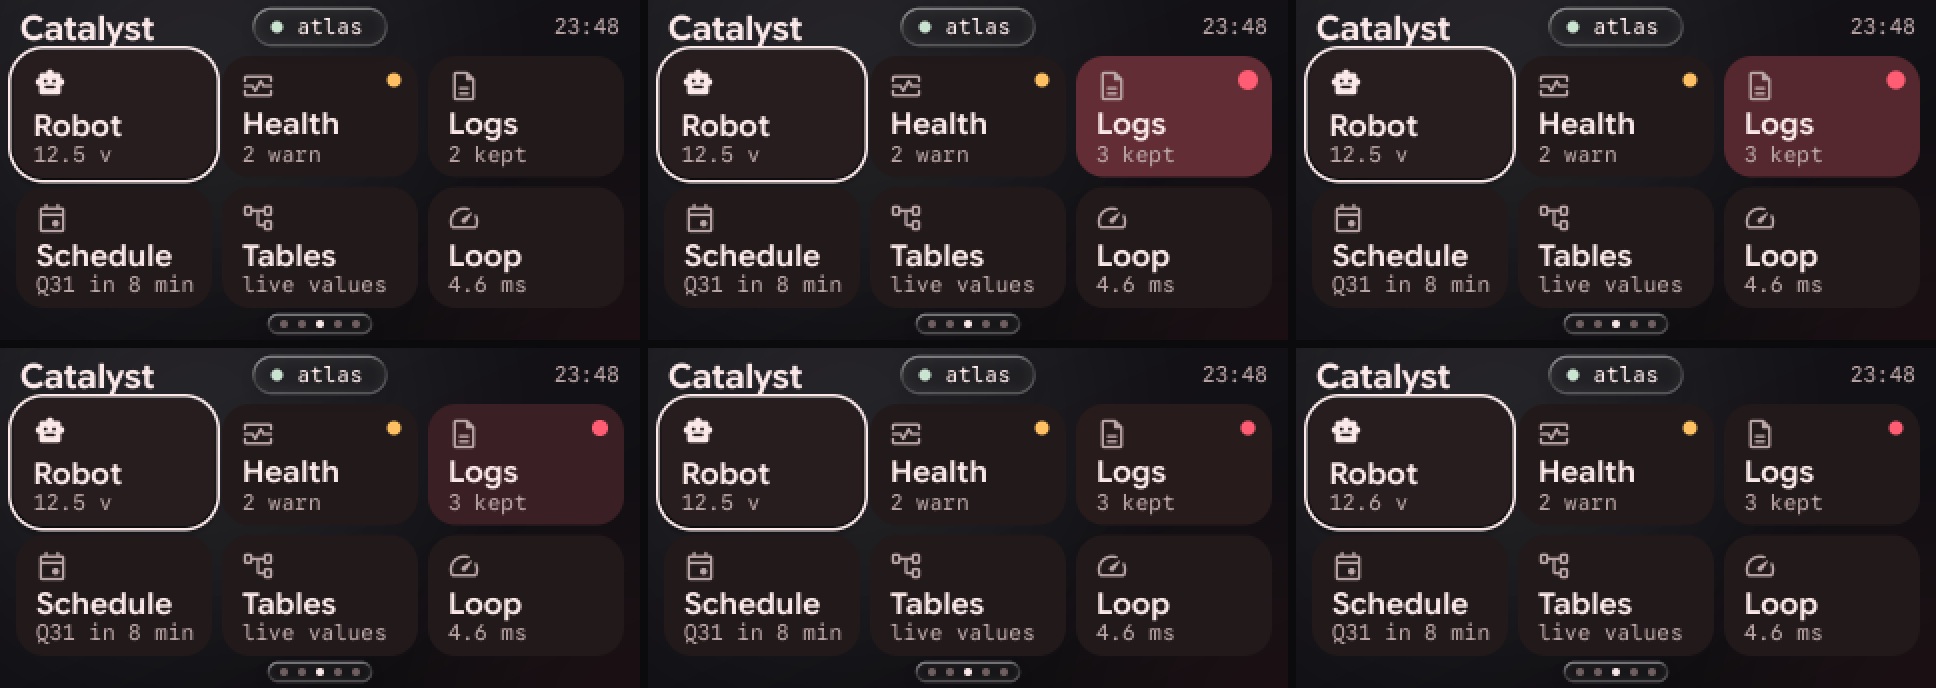 Catalyst
atlas
23:48
Robot
12.5 v
Health
2 warn
Logs
2 kept
Schedule
Q31 in 8 min
Tables
live values
Loop
4.6 ms
Catalyst
atlas
23:48
Robot
12.5 v
Health
2 warn
Logs
3 kept
Schedule
Q31 in 8 min
Tables
live values
Loop
4.6 ms
Catalyst
atlas
23:48
Robot
12.5 v
Health
2 warn
Logs
3 kept
Schedule
Q31 in 8 min
Tables
live values
Loop
4.6 ms
Catalyst
atlas
23:48
Robot
12.5 v
Health
2 warn
Logs
3 kept
Schedule
Q31 in 8 min
Tables
live values
Loop
4.6 ms
Catalyst
atlas
23:48
Robot
12.5 v
Health
2 warn
Logs
3 kept
Schedule
Q31 in 8 min
Tables
live values
Loop
4.6 ms
Catalyst
atlas
23:48
Robot
12.6 v
Health
2 warn
Logs
3 kept
Schedule
Q31 in 8 min
Tables
live values
Loop
4.6 ms